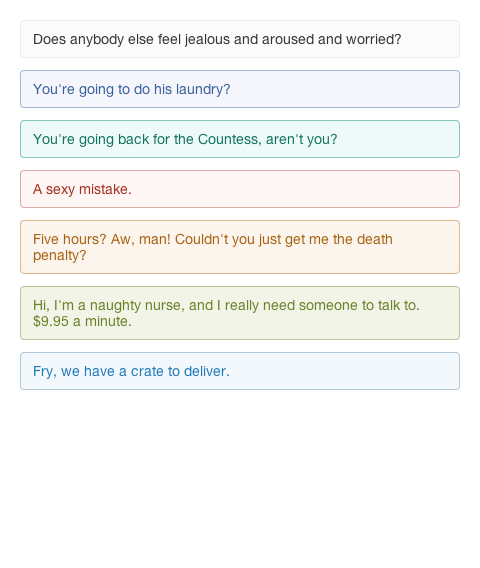 Does anybody else feel jealous and aroused and worried?
You're going to do his laundry?
You're going back for the Countess, aren't you?
A sexy mistake.
Five hours? Aw, man! Couldn't you just get me the death
penalty?
Hi, I'm a naughty nurse, and I really need someone to talk to.
$9.95 a minute.
Fry, we have a crate to deliver.